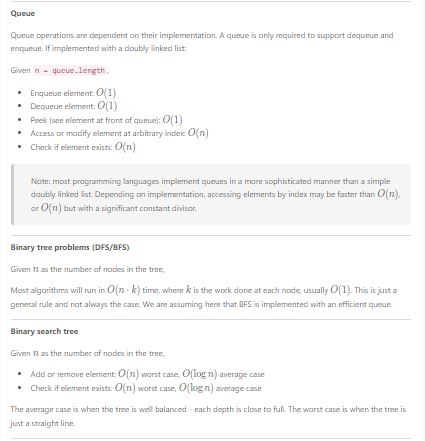 Queue
Queue operations are dependent on their implementation. A queue is only required to support dequeue and
enqueue. If implemented with a doubly linked list:
Given n = queue.length,
• Enqueue element: O(1)
• Dequeue element: O(1)
• Peek (see element at front of queue): O(1)
• Access or modify element at arbitrary index: O(n)
• Check if element exists: O(n)
Note: most programming languages implement queues in a more sophisticated manner than a simple
doubly linked list. Depending on implementation, accessing elements by index may be faster than O(n),
or O(n) but with a significant constant divisor.
Binary tree problems (DFS/BFS)
Given n as the number of nodes in the tree,
Most algorithms will run in O(n · k) time, where k is the work done at each node, usually O(1). This is just a
general rule and not always the case. We are assuming here that BFS is implemented with an efficient queue.
Binary search tree
Given n as the number of nodes in the tree,
• Add or remove element: O(n) worst case, O(log n) average case
• Check if element exists: O(n) worst case, O(log n) average case
The average case is when the tree is well balanced - each depth is close to full. The worst case is when the tree is
just a straight line.